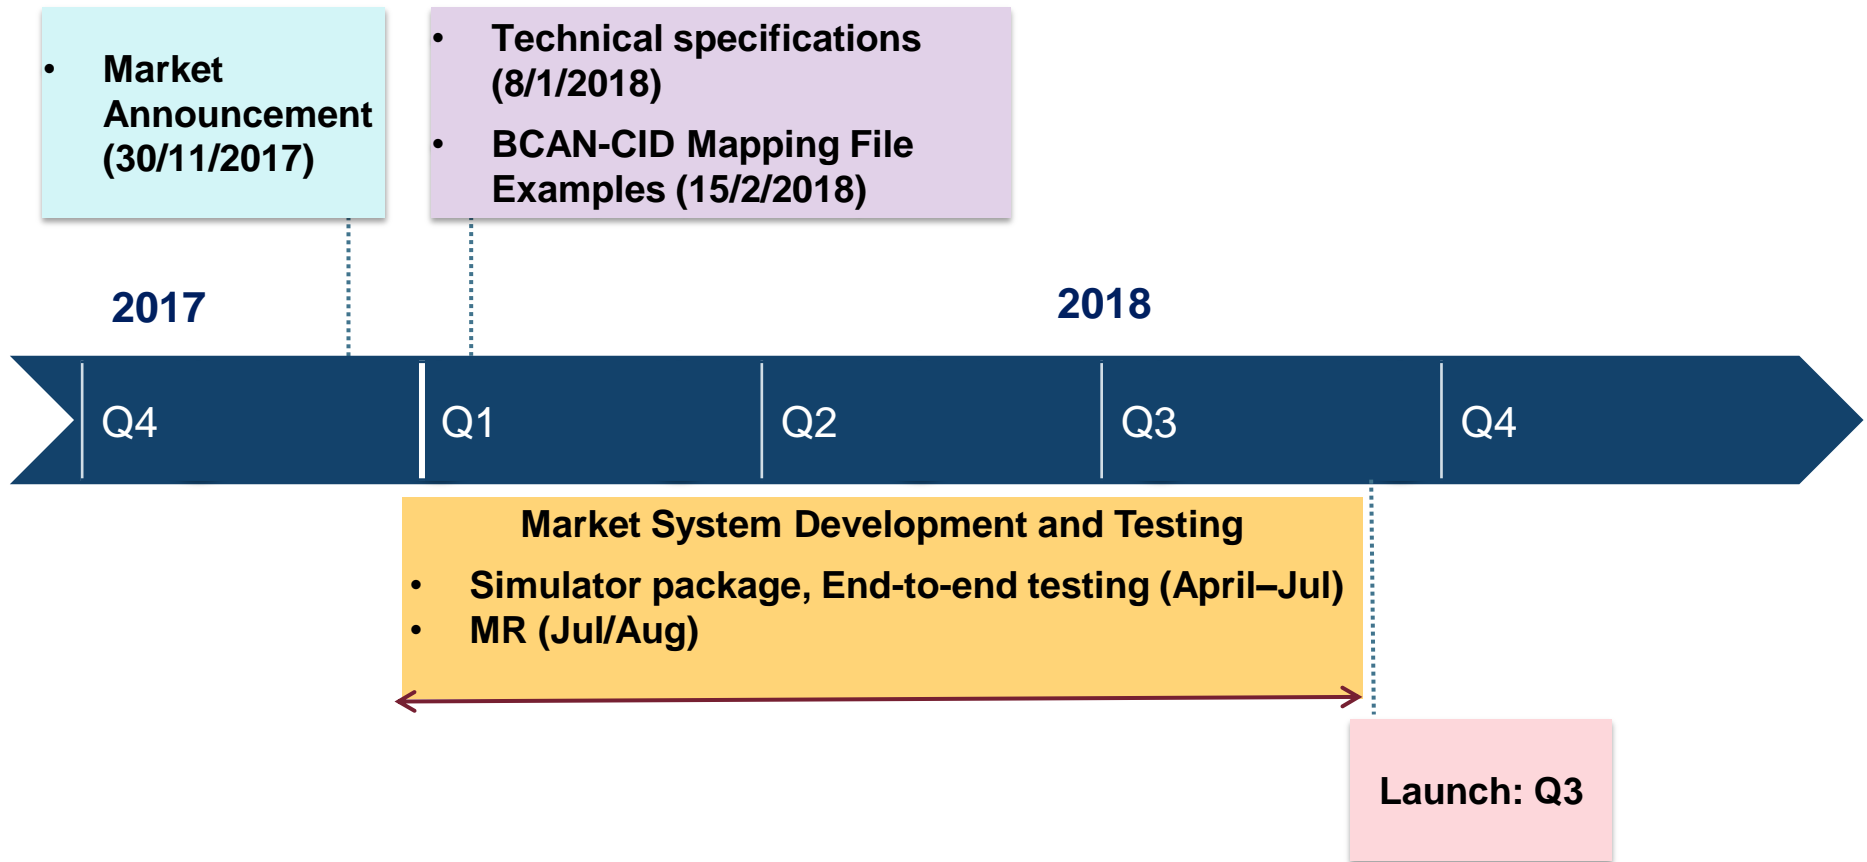 • Market
Announcement
(30/11/2017)
• Technical specifications
(8/1/2018)
• BCAN-CID Mapping File
Examples (15/2/2018)
2017
2018
Q4
Q1
Q2
Q3
Q4
Market System Development and Testing
• Simulator package, End-to-end testing (April–Jul)
• MR (Jul/Aug)
Launch: Q3